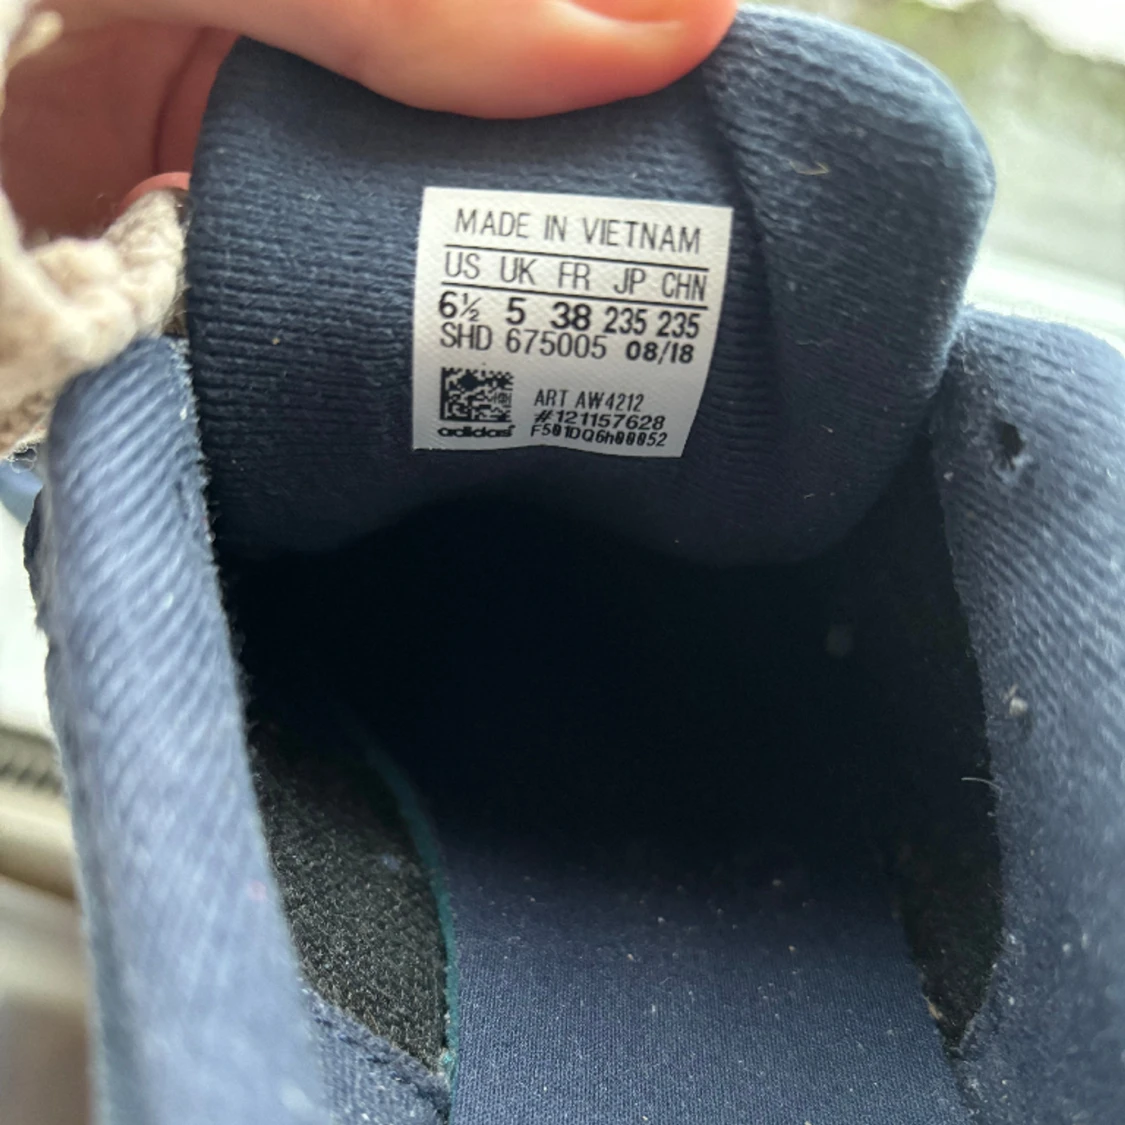 MADE IN VIETNAM
US UK FR JP CHN
6½ 5 38 235 235
SHD 675005 08/18
ART AW4212
#121157628
adidas F501DQ6h00052